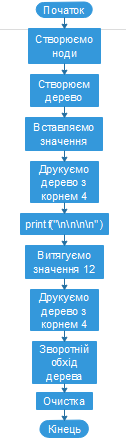 Початок
Створюємо
ноди
Створюєм
дерево
Вставляємо
значення
Друкуємо
дерево з
корнем 4
printf("\n\n\n\n")
Витягуємо
значення 12
Друкуємо
дерево з
корнем 4
Зворотній
обхід
дерева
Очистка
Кінець